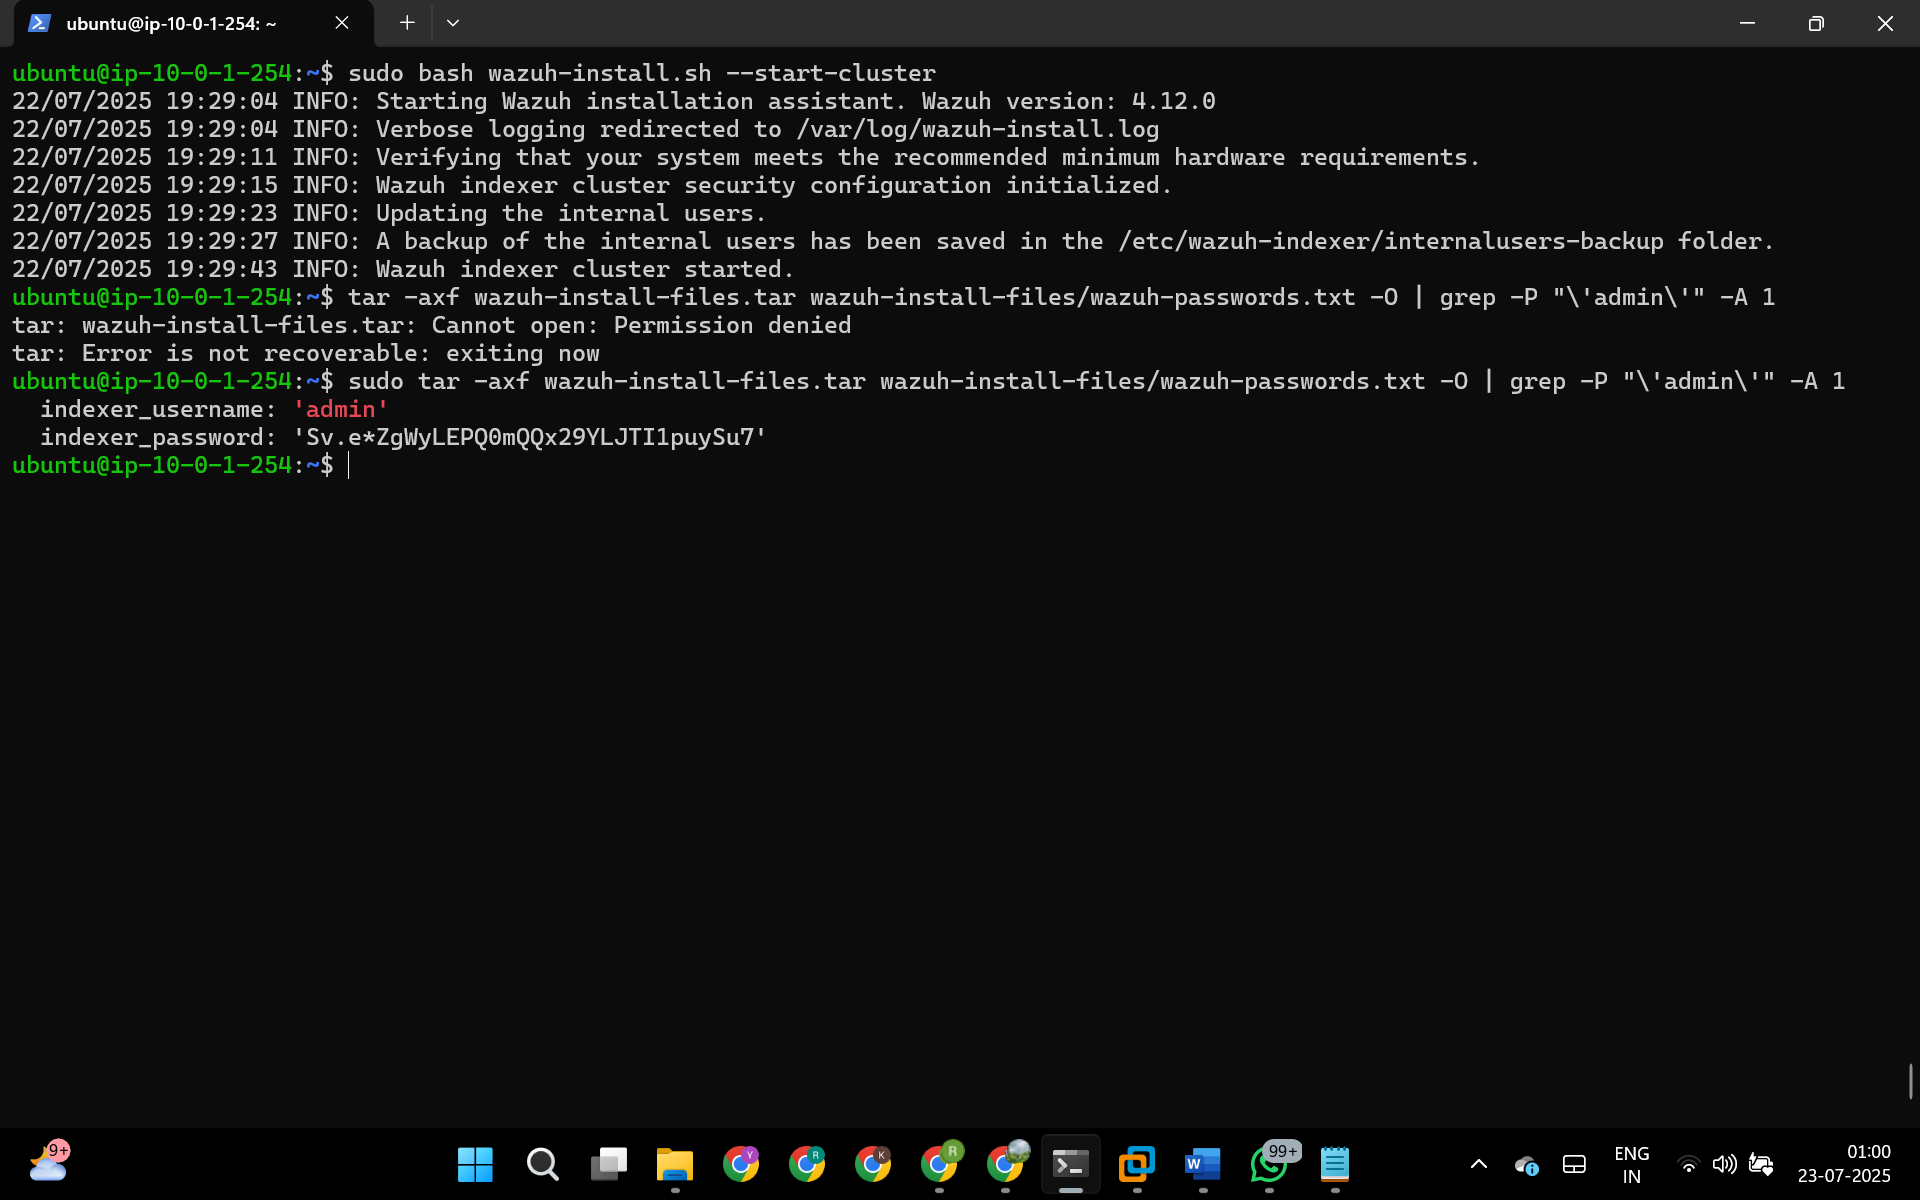 ubuntu@ip-10-0-1-254: ~
ubuntu@ip-10-0-1-254:~$ sudo bash wazuh-install.sh --start-cluster
22/07/2025 19:29:04 INFO: Starting Wazuh installation assistant. Wazuh version: 4.12.0
22/07/2025 19:29:04 INFO: Verbose logging redirected to /var/log/wazuh-install.log
22/07/2025 19:29:11 INFO: Verifying that your system meets the recommended minimum hardware requirements.
22/07/2025 19:29:15 INFO: Wazuh indexer cluster security configuration initialized.
22/07/2025 19:29:23 INFO: Updating the internal users.
22/07/2025 19:29:27 INFO: A backup of the internal users has been saved in the /etc/wazuh-indexer/internalusers-backup folder.
22/07/2025 19:29:43 INFO: Wazuh indexer cluster started.
ubuntu@ip-10-0-1-254:~$ tar -axf wazuh-install-files.tar wazuh-install-files/wazuh-passwords.txt -O | grep -P "\'admin\'" -A 1
tar: wazuh-install-files.tar: Cannot open: Permission denied
tar: Error is not recoverable: exiting now
ubuntu@ip-10-0-1-254:~$ sudo tar -axf wazuh-install-files.tar wazuh-install-files/wazuh-passwords.txt -O | grep -P "\'admin\'" -A 1
  indexer_username: 'admin'
  indexer_password: 'Sv.e*ZgWyLEPQ0mQQx29YLJTI1puySu7'
ubuntu@ip-10-0-1-254:~$
9+
Y
R
K
R
W
99+
ENG
IN
01:00
23-07-2025